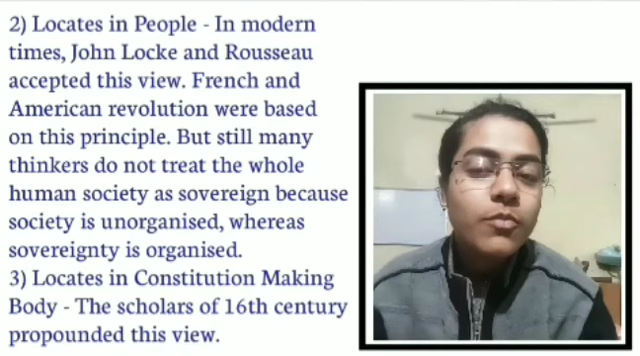 2) Locates in People - In modern
times, John Locke and Rousseau
accepted this view. French and
American revolution were based
on this principle. But still many
thinkers do not treat the whole
human society as sovereign because
society is unorganised, whereas
sovereignty is organised.
3) Locates in Constitution Making
Body - The scholars of 16th century
propounded this view.